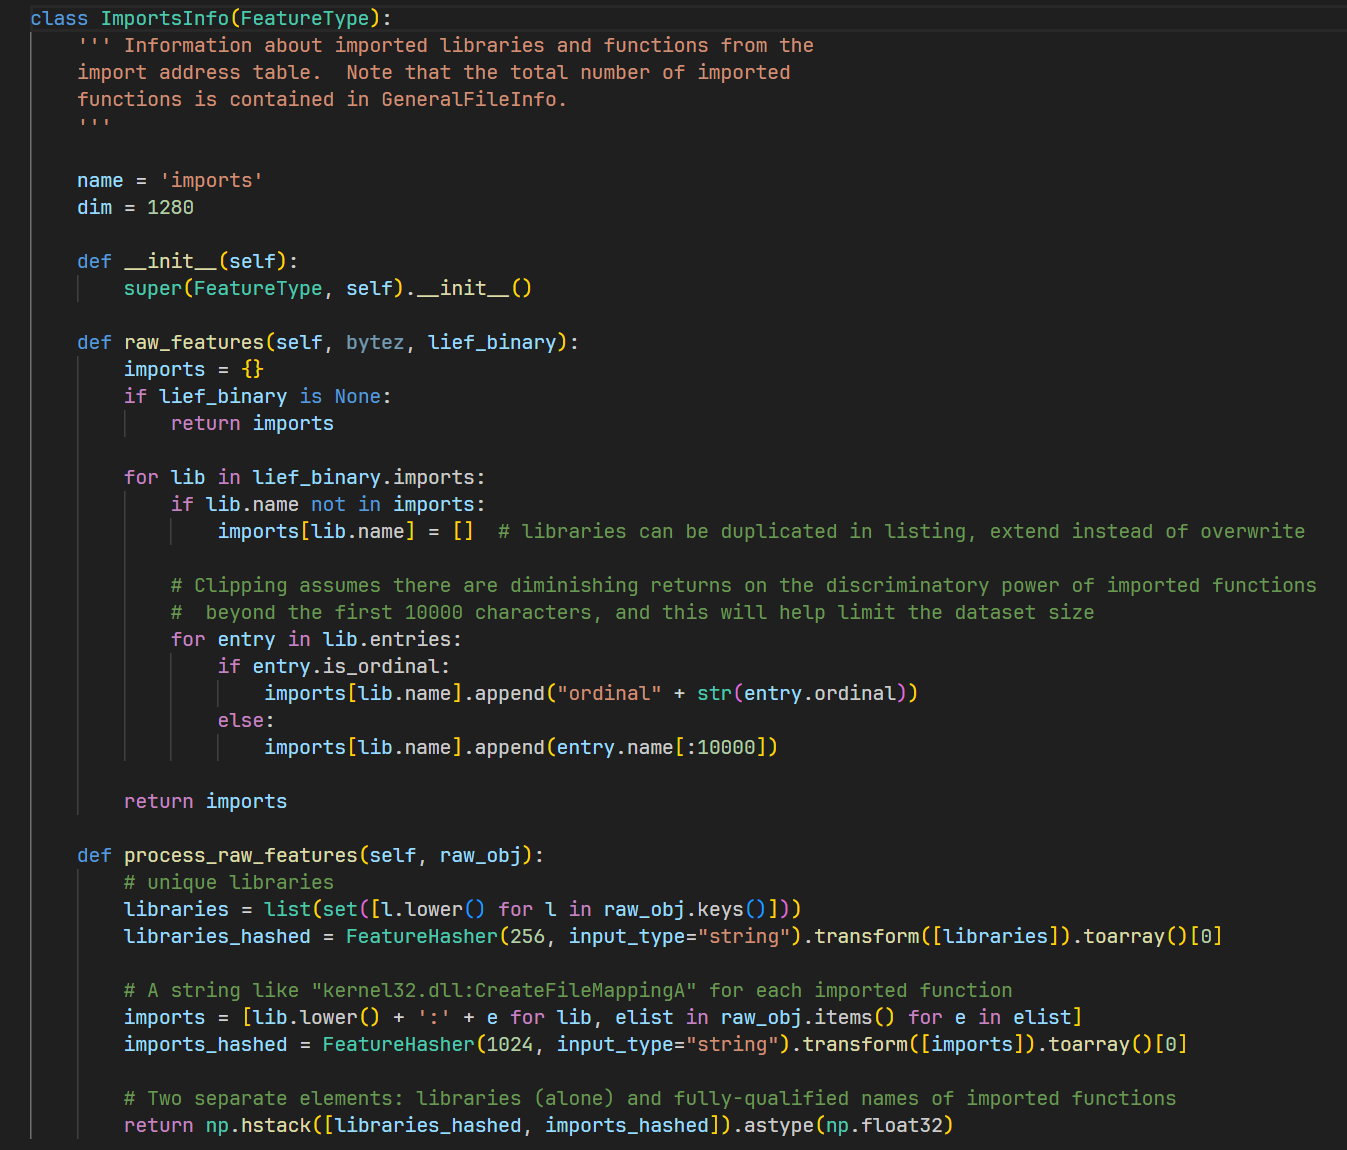 class ImportsInfo(FeatureType):
    ''' Information about imported libraries and functions from the
    import address table.  Note that the total number of imported
    functions is contained in GeneralFileInfo.
    '''

    name = 'imports'
    dim = 1280

    def __init__(self):
        super(FeatureType, self).__init__()

    def raw_features(self, bytez, lief_binary):
        imports = {}
        if lief_binary is None:
            return imports

        for lib in lief_binary.imports:
            if lib.name not in imports:
                imports[lib.name] = []  # libraries can be duplicated in listing, extend instead of overwrite

            # Clipping assumes there are diminishing returns on the discriminatory power of imported functions
            #  beyond the first 10000 characters, and this will help limit the dataset size
            for entry in lib.entries:
                if entry.is_ordinal:
                    imports[lib.name].append("ordinal" + str(entry.ordinal))
                else:
                    imports[lib.name].append(entry.name[:10000])

        return imports

    def process_raw_features(self, raw_obj):
        # unique libraries
        libraries = list(set([l.lower() for l in raw_obj.keys()]))
        libraries_hashed = FeatureHasher(256, input_type="string").transform([libraries]).toarray()[0]

        # A string like "kernel32.dll:CreateFileMappingA" for each imported function
        imports = [lib.lower() + ':' + e for lib, elist in raw_obj.items() for e in elist]
        imports_hashed = FeatureHasher(1024, input_type="string").transform([imports]).toarray()[0]

        # Two separate elements: libraries (alone) and fully-qualified names of imported functions
        return np.hstack([libraries_hashed, imports_hashed]).astype(np.float32)